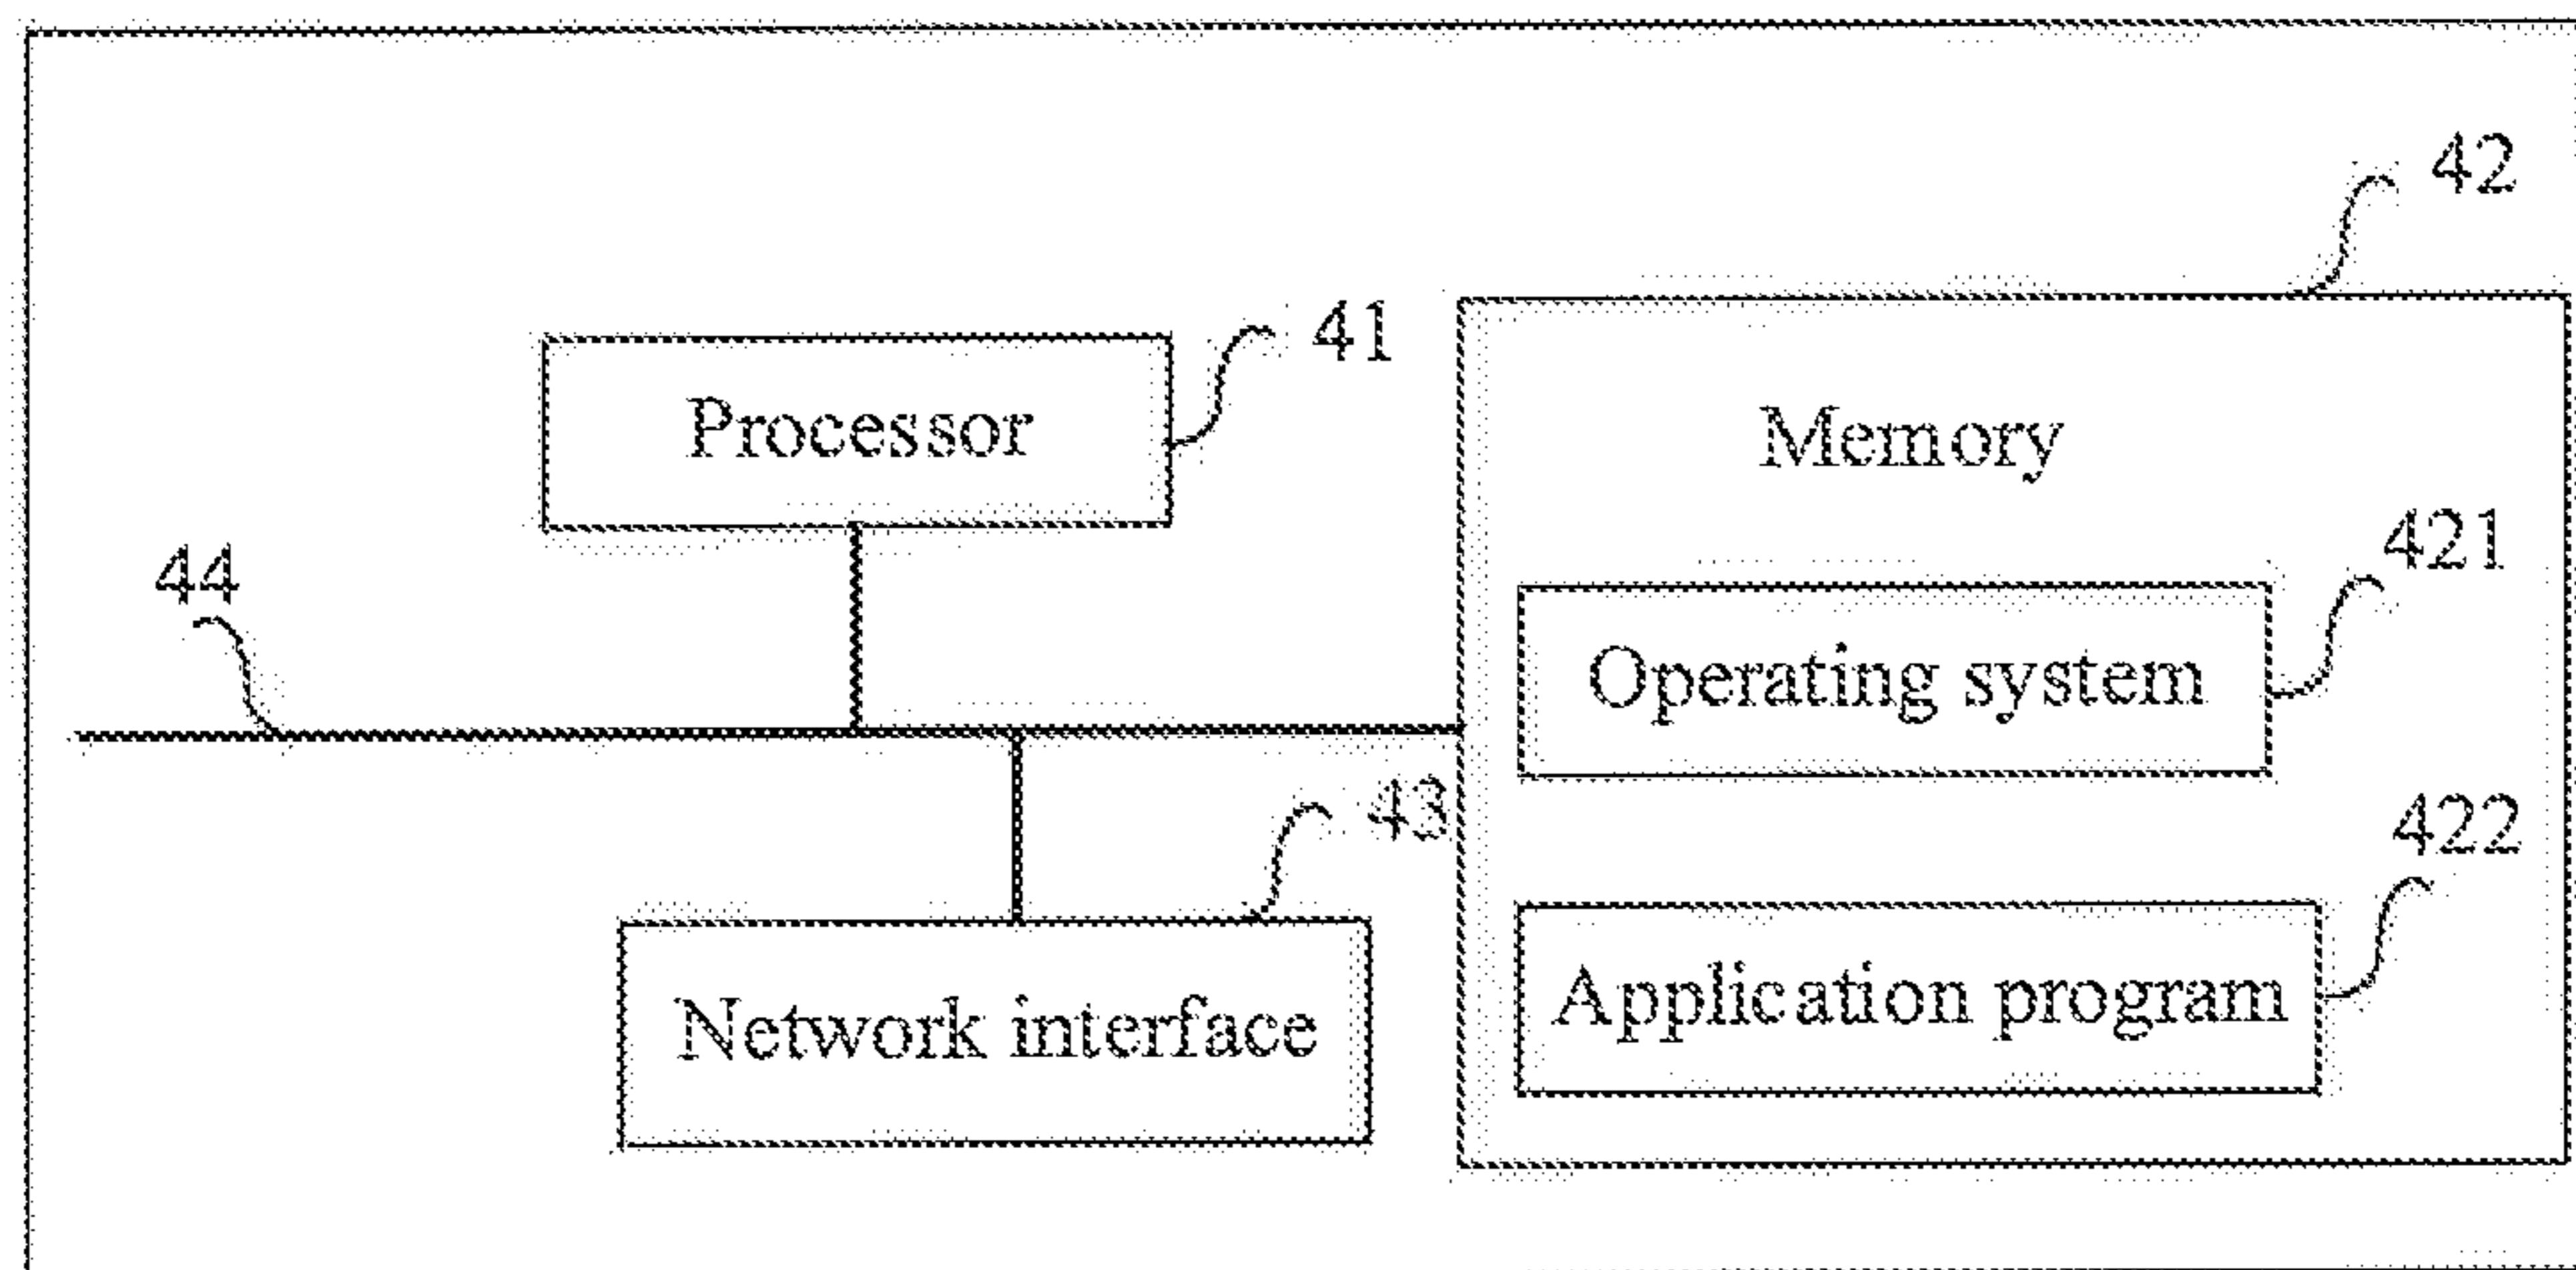 42
41
Processor
Memory
421
44
Operating system
43
422
Application program
Network interface